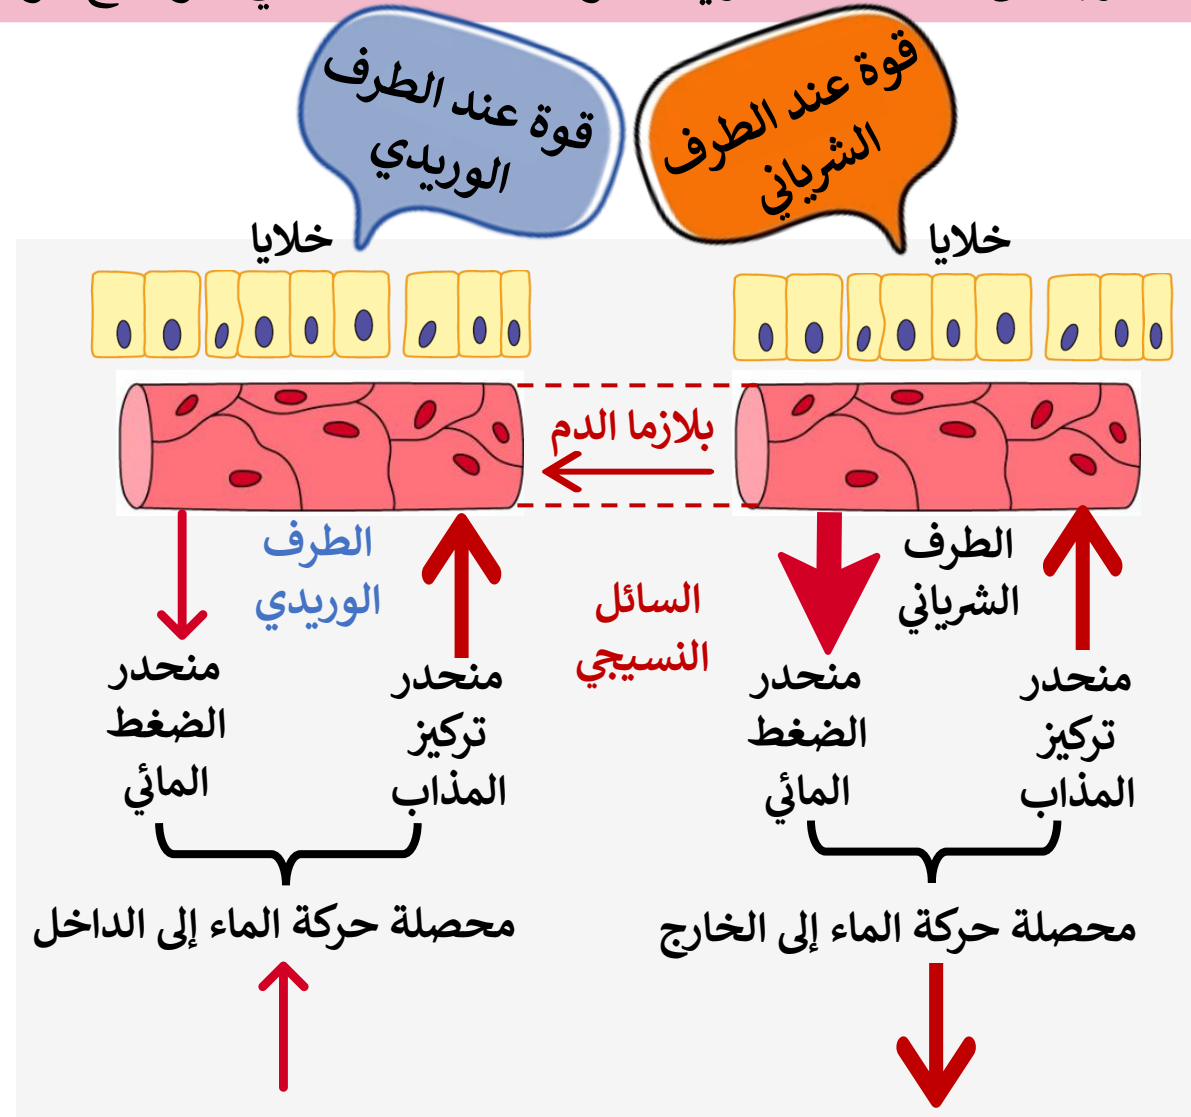 قوة عند الطرف
الشرياني
قوة عند الطرف
الوريدي
خلايا
خلايا
بلازما الدم
الطرف
الشرياني
السائل
النسيجي
الطرف
الوريدي
منحدر
تركيز
المذاب
منحدر
الضغط
المائي
منحدر
تركيز
المذاب
منحدر
الضغط
المائي
محصلة حركة الماء إلى الخارج
محصلة حركة الماء إلى الداخل